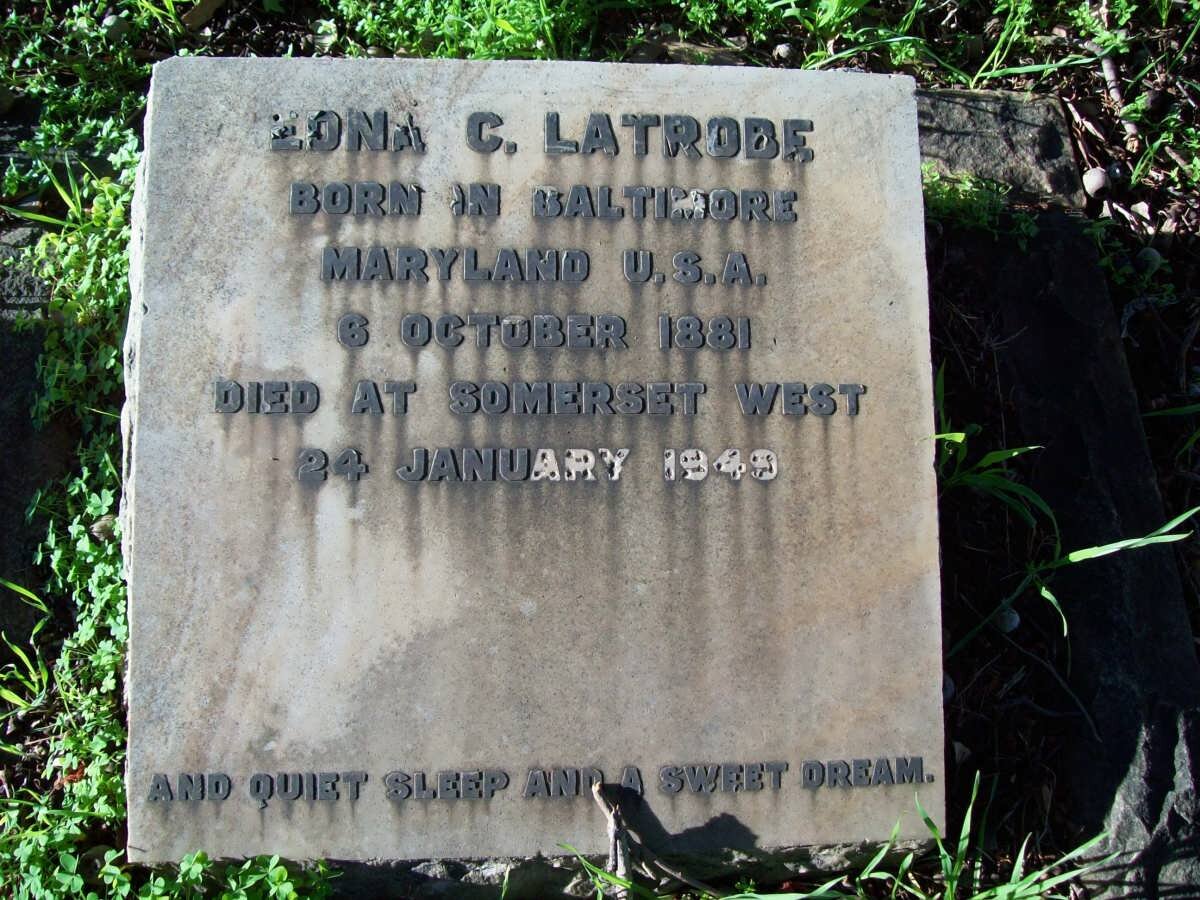 EDNA C. LATROBE
BORN IN BALTIMORE
MARYLAND U.S.A.
6 OCTOBER 1881
DIED AT SOMERSET WEST
24 JANUARY 1949
AND QUIET SLEEP AND A SWEET DREAM.